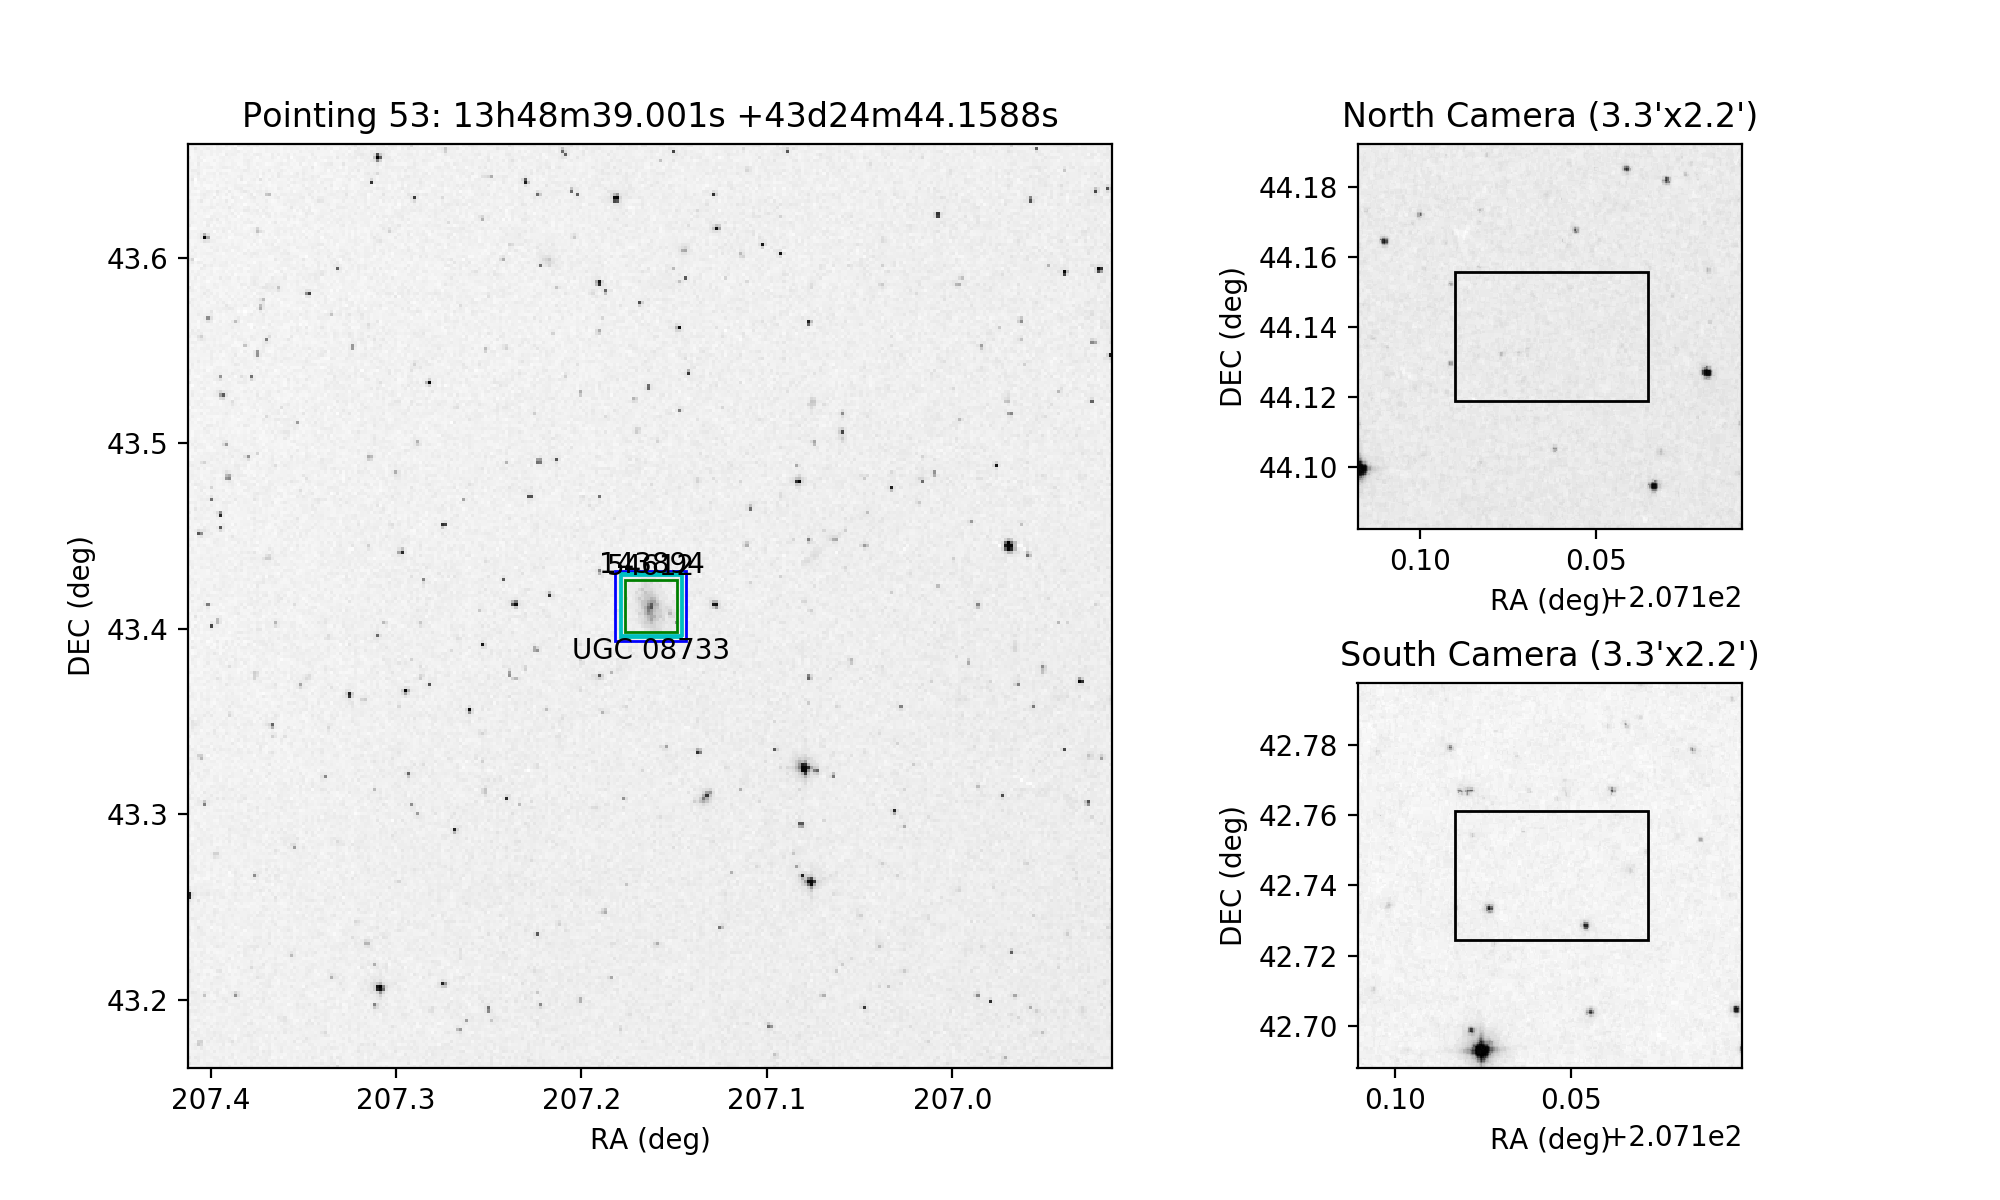 Pointing 53: 13h48m39.001s +43d24m44.1588s
43.6
43.5
43.4
43.3
43.2
DEC (deg)
143894
UGC 08733
207.4 207.3 207.2 207.1 207.0
RA (deg)
North Camera (3.3'x2.2')
44.18
44.16
44.14
44.12
44.10
DEC (deg)
0.10 0.05
RA (deg)
+2.071e2
South Camera (3.3'x2.2')
42.78
42.76
42.74
42.72
42.70
DEC (deg)
0.10 0.05
RA (deg)
+2.071e2